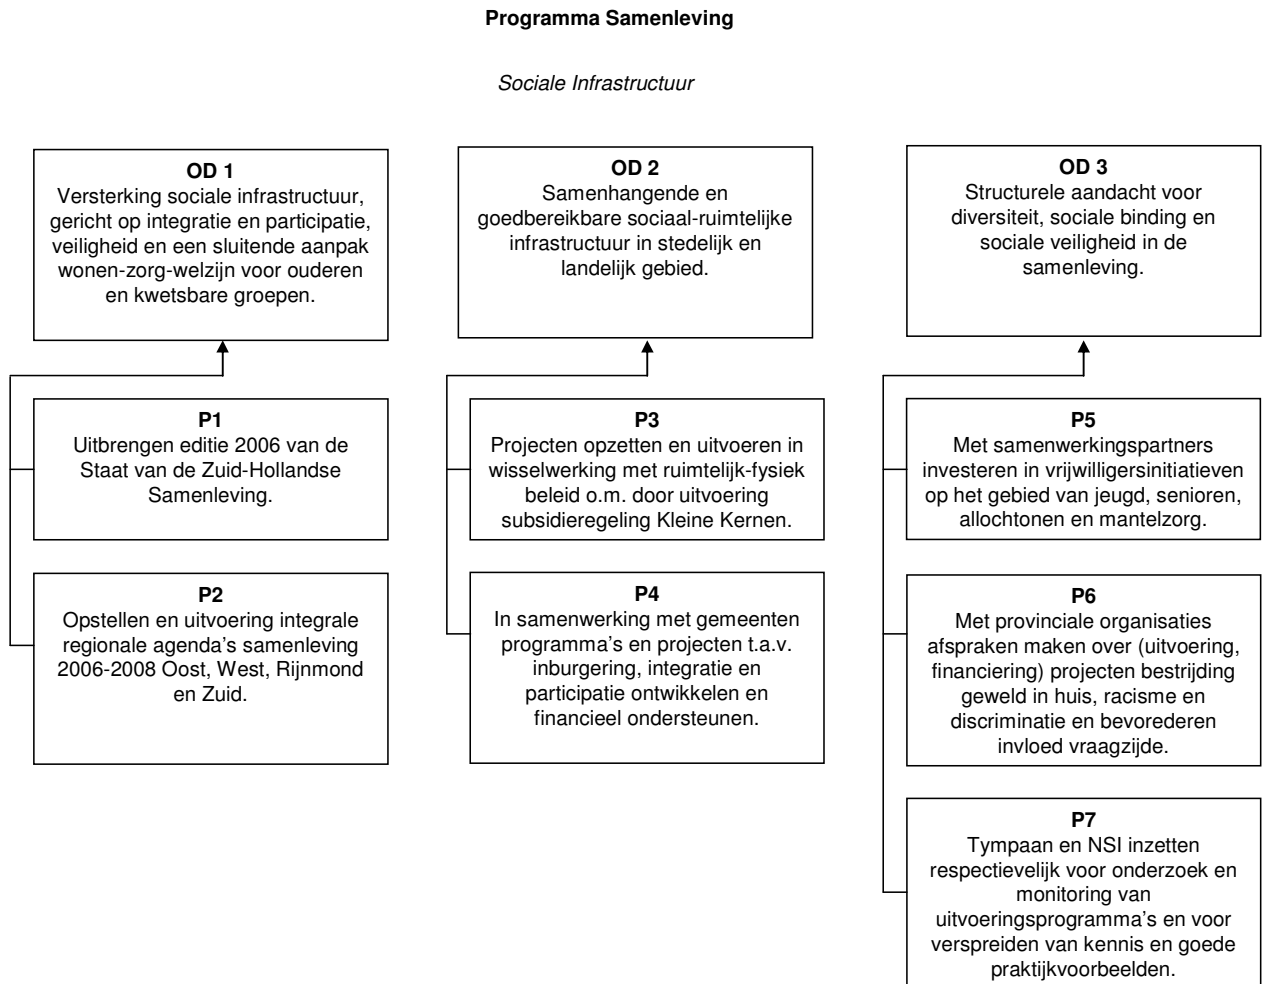 Programma Samenleving
Sociale Infrastructuur
OD 1
Versterking sociale infrastructuur,
gericht op integratie en participatie,
veiligheid en een sluitende aanpak
wonen-zorg-welzijn voor ouderen
en kwetsbare groepen.
OD 2
Samenhangende en
goedbereikbare sociaal-ruimtelijke
infrastructuur in stedelijk en
landelijk gebied.
OD 3
Structurele aandacht voor
diversiteit, sociale binding en
sociale veiligheid in de
samenleving.
P1
Uitbrengen editie 2006 van de
Staat van de Zuid-Hollandse
Samenleving.
P3
Projecten opzetten en uitvoeren in
wisselwerking met ruimtelijk-fysiek
beleid o.m. door uitvoering
subsidieregeling Kleine Kernen.
P5
Met samenwerkingspartners
investeren in vrijwilligersinitiatieven
op het gebied van jeugd, senioren,
allochtonen en mantelzorg.
P2
Opstellen en uitvoering integrale
regionale agenda's samenleving
2006-2008 Oost, West, Rijnmond
en Zuid.
P4
In samenwerking met gemeenten
programma's en projecten t.a.v.
inburgering, integratie en
participatie ontwikkelen en
financieel ondersteunen.
P6
Met provinciale organisaties
afspraken maken over (uitvoering,
financiering) projecten bestrijding
geweld in huis, racisme en
discriminatie en bevorederen
invloed vraagzijde.
P7
Tympaan en NSI inzetten
respectievelijk voor onderzoek en
monitoring van
uitvoeringsprogramma's en voor
verspreiden van kennis en goede
praktijkvoorbeelden.